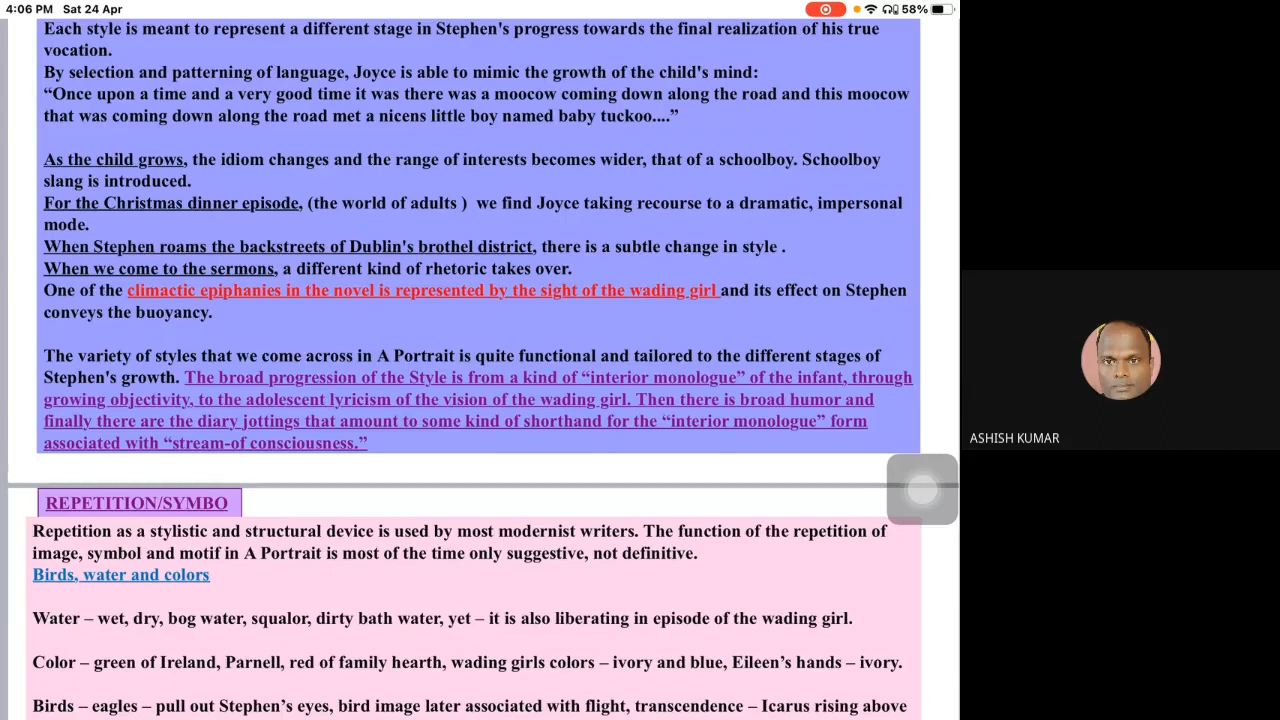 4:06 PM Sat 24 Apr
58%
Each style is meant to represent a different stage in Stephen's progress towards the final realization of his true
vocation.
By selection and patterning of language, Joyce is able to mimic the growth of the child's mind:
“Once upon a time and a very good time it was there was a moocow coming down along the road and this moocow
that was coming down along the road met a nicens little boy named baby tuckoo....”
As the child grows, the idiom changes and the range of interests becomes wider, that of a schoolboy. Schoolboy
slang is introduced.
For the Christmas dinner episode, (the world of adults ) we find Joyce taking recourse to a dramatic, impersonal
mode.
When Stephen roams the backstreets of Dublin's brothel district, there is a subtle change in style .
When we come to the sermons, a different kind of rhetoric takes over.
One of the climactic epiphanies in the novel is represented by the sight of the wading girl and its effect on Stephen
conveys the buoyancy.
The variety of styles that we come across in A Portrait is quite functional and tailored to the different stages of
Stephen's growth. The broad progression of the Style is from a kind of “interior monologue” of the infant, through
growing objectivity, to the adolescent lyricism of the vision of the wading girl. Then there is broad humor and
finally there are the diary jottings that amount to some kind of shorthand for the “interior monologue” form
associated with “stream-of consciousness.”
REPETITION/SYMBO
Repetition as a stylistic and structural device is used by most modernist writers. The function of the repetition of
image, symbol and motif in A Portrait is most of the time only suggestive, not definitive.
Birds, water and colors
Water – wet, dry, bog water, squalor, dirty bath water, yet – it is also liberating in episode of the wading girl.
Color – green of Ireland, Parnell, red of family hearth, wading girls colors – ivory and blue, Eileen’s hands – ivory.
Birds – eagles – pull out Stephen’s eyes, bird image later associated with flight, transcendence – Icarus rising above
ASHISH KUMAR